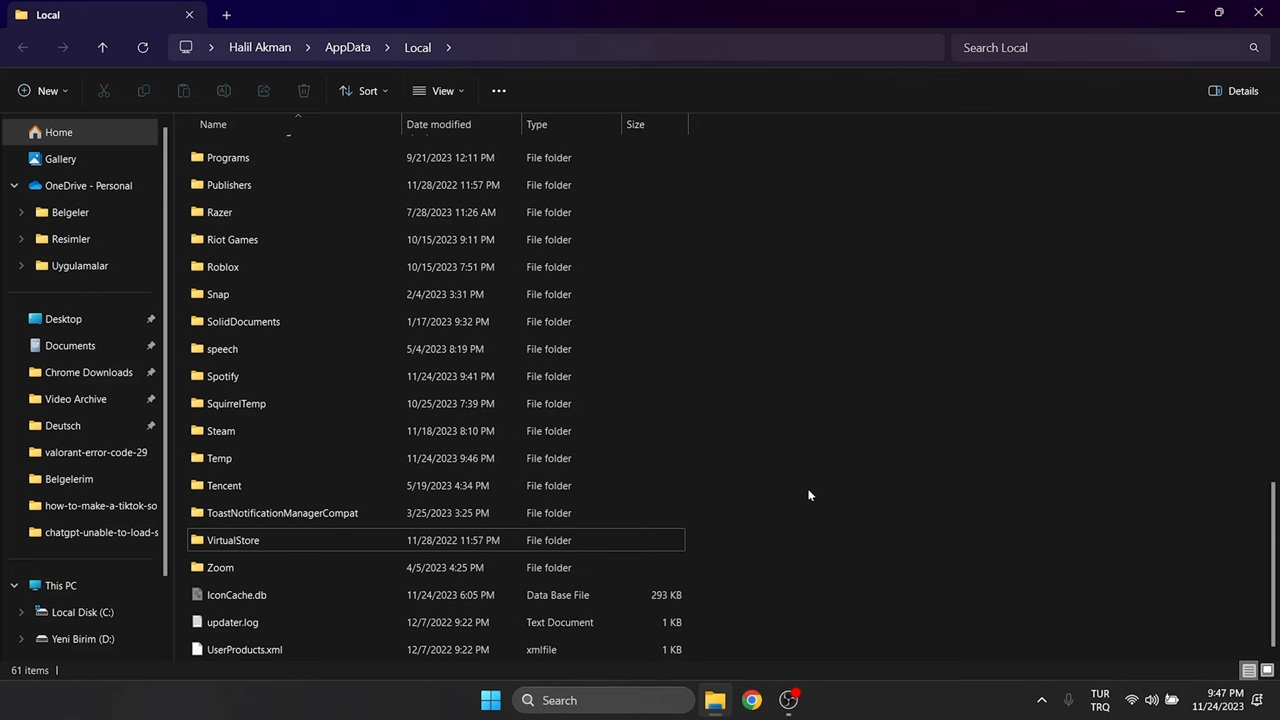 Local
Halil Akman
AppData
Local
Search Local
New
Sort
View
Details
Name
Date modified
Type
Size
Home
Gallery
OneDrive - Personal
Belgeler
Resimler
Uygulamalar
Desktop
Documents
Chrome Downloads
Video Archive
Deutsch
valorant-error-code-29
Belgelerim
how-to-make-a-tiktok-so
chatgpt-unable-to-load-s
This PC
Local Disk (C:)
Yeni Birim (D:)
Programs 9/21/2023 12:11 PM File folder
Publishers 11/28/2022 11:57 PM File folder
Razer 7/28/2023 11:26 AM File folder
Riot Games 10/15/2023 9:11 PM File folder
Roblox 10/15/2023 7:51 PM File folder
Snap 2/4/2023 3:31 PM File folder
SolidDocuments 1/17/2023 9:32 PM File folder
speech 5/4/2023 8:19 PM File folder
Spotify 11/24/2023 9:41 PM File folder
SquirrelTemp 10/25/2023 7:39 PM File folder
Steam 11/18/2023 8:10 PM File folder
Temp 11/24/2023 9:46 PM File folder
Tencent 5/19/2023 4:34 PM File folder
ToastNotificationManagerCompat 3/25/2023 3:25 PM File folder
VirtualStore 11/28/2022 11:57 PM File folder
Zoom 4/5/2023 4:25 PM File folder
IconCache.db 11/24/2023 6:05 PM Data Base File 293 KB
updater.log 12/7/2022 9:22 PM Text Document 1 KB
UserProducts.xml 12/7/2022 9:22 PM xmlfile 1 KB
61 items
Search
TUR
TRQ
9:47 PM
11/24/2023